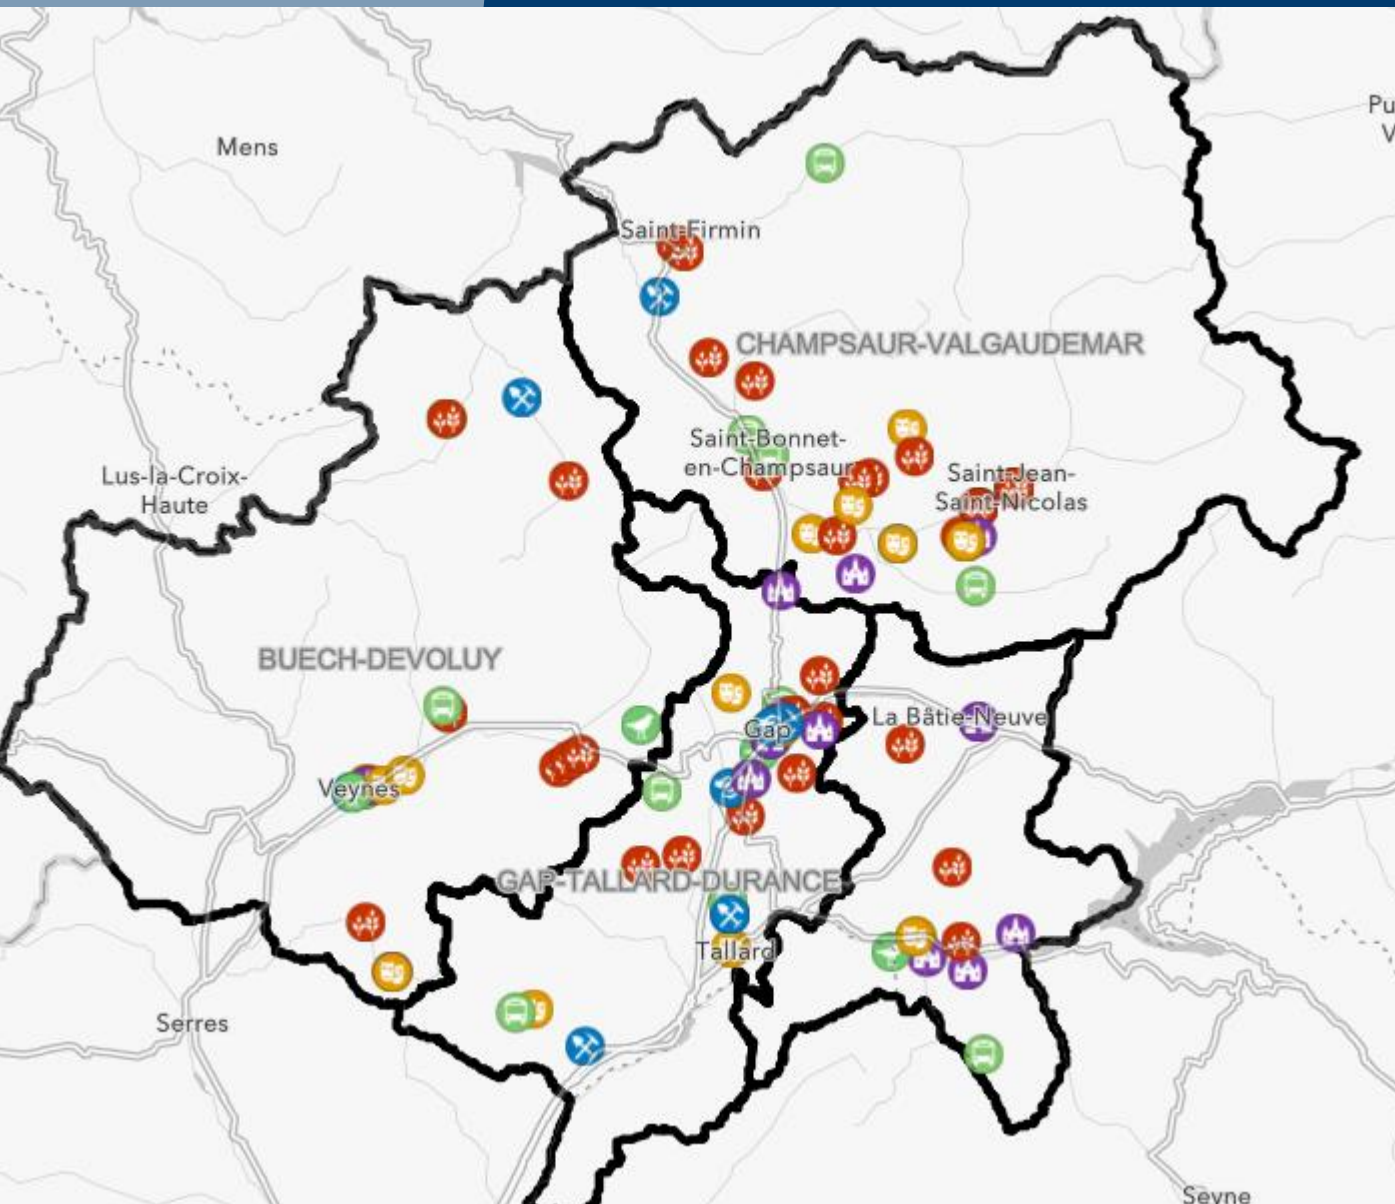 Mens
Pu
V
Saint-Firmin
CHAMPSAUR-VALGAUDEMAR
Saint-Bonnet-
en-Champsaur
Saint-Jean-
Saint-Nicolas
Lus-la-Croix-
Haute
BUECH-DEVOLUY
Gap
La Bâtie-Neuve
Veynes
GAP-TALLARD-DURANCE
Tallard
Serres
Seyne